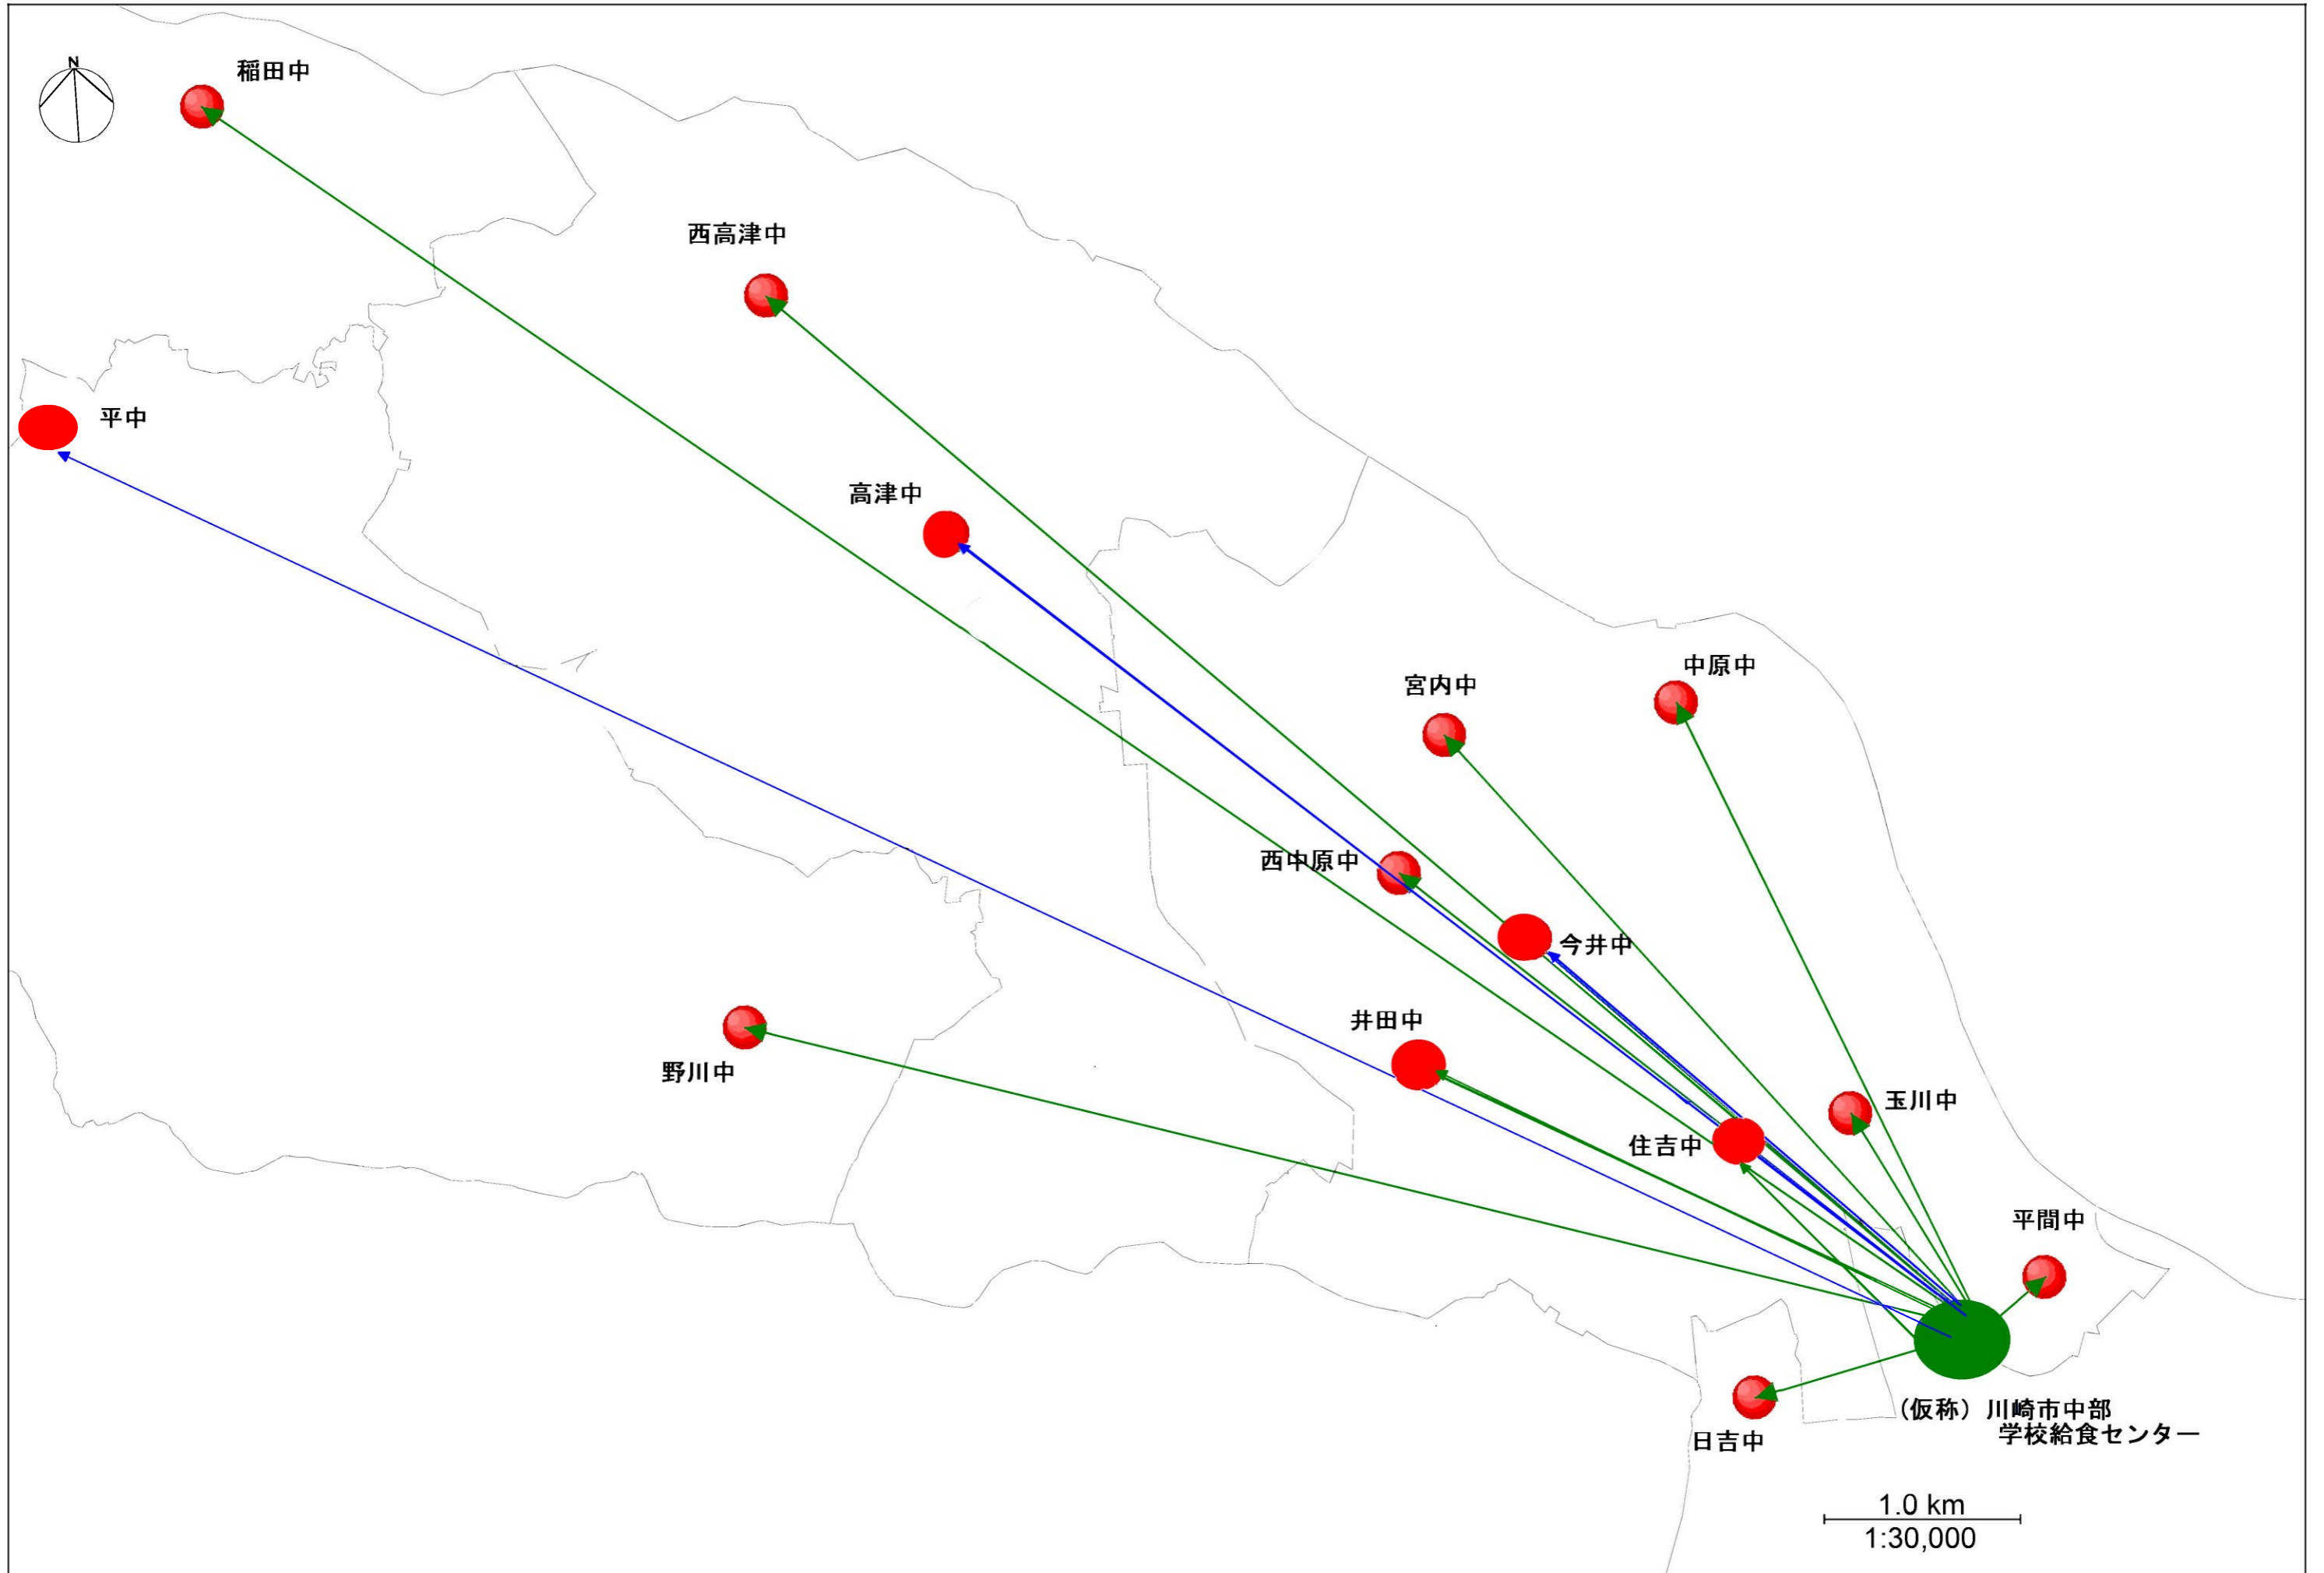 N
稲田中
西高津中
平中
高津中
中原中
宮内中
西中原中
今井中
井田中
野川中
玉川中
住吉中
平間中
(仮称)川崎市中部
学校給食センター
日吉中
1.0 km
1:30,000